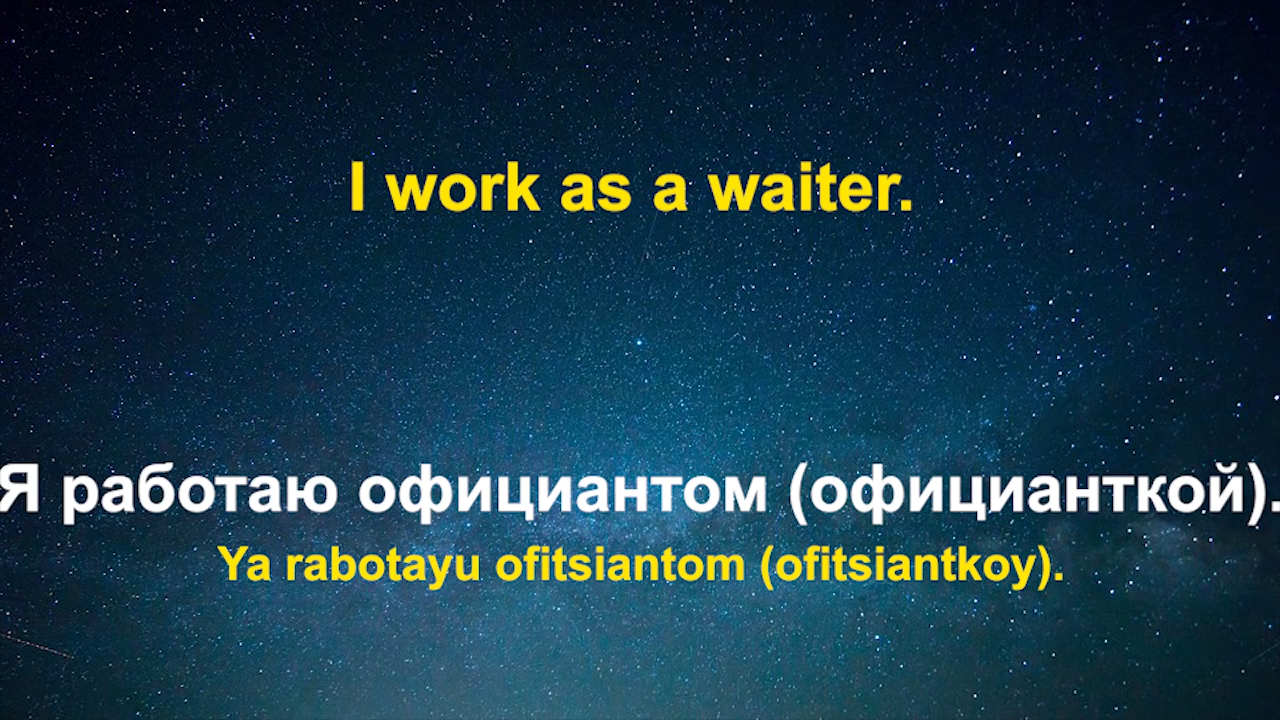 I work as a waiter.
Я работаю официантом (официанткой).
Ya rabotayu ofitsiantom (ofitsiantkoy).